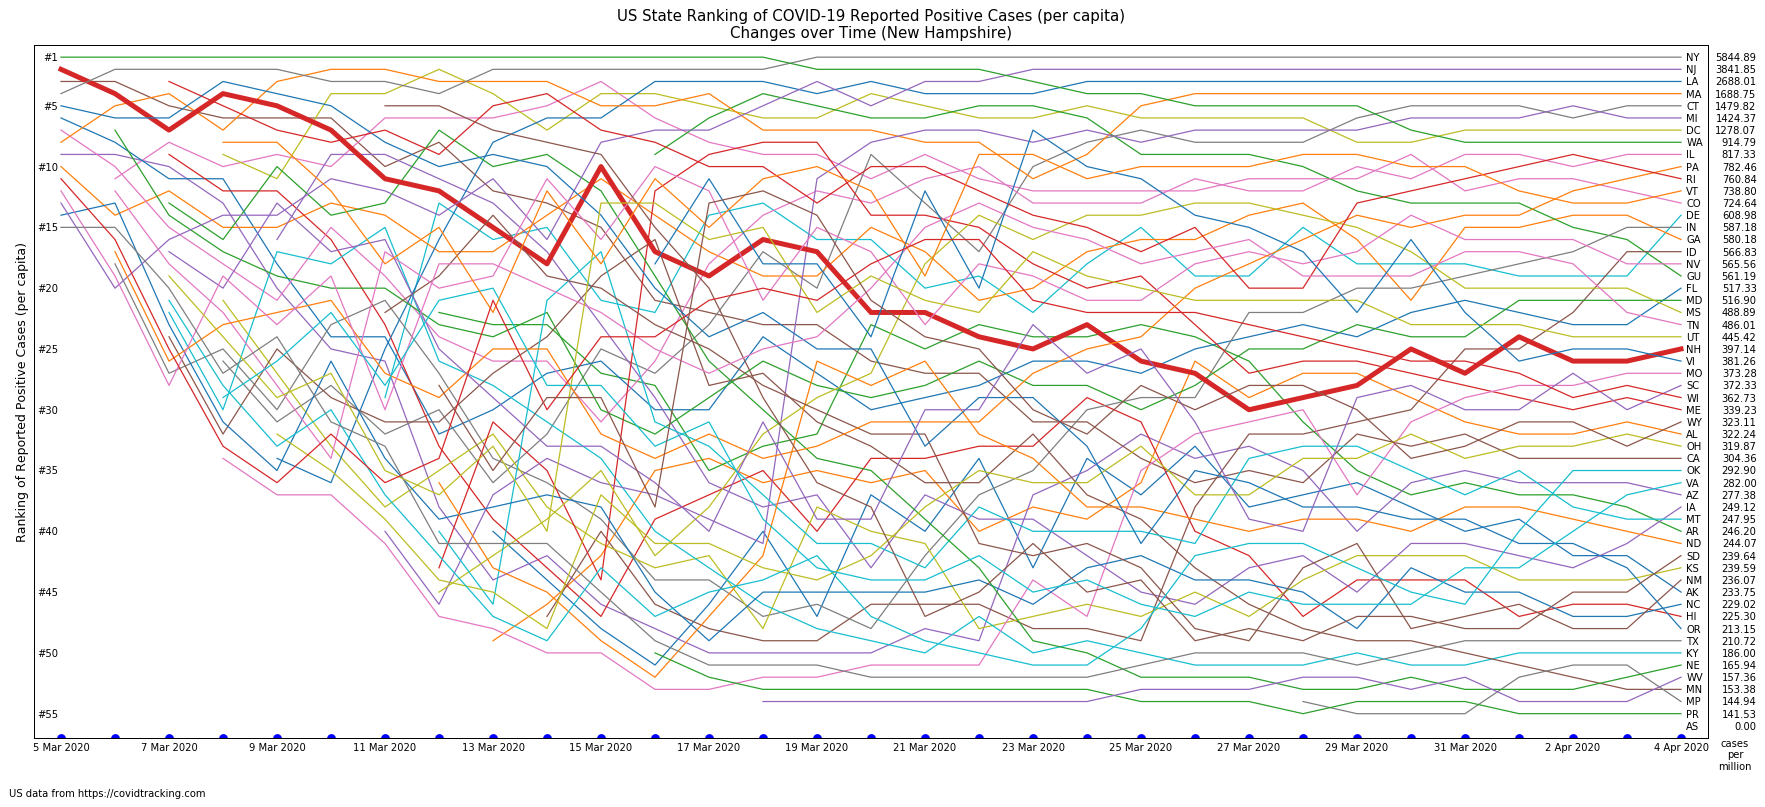 US State Ranking of COVID-19 Reported Positive Cases (per capita)
Changes over Time (New Hampshire)
Ranking of Reported Positive Cases (per capita)
#1
#5
#10
#15
#20
#25
#30
#35
#40
#45
#50
#55
NY 5844.89
NJ 3841.85
LA 2688.01
MA 1688.75
CT 1479.82
MI 1424.37
DC 1278.07
WA 914.79
IL 817.33
PA 782.46
RI 760.84
VT 738.80
CO 724.64
DE 608.98
IN 587.18
GA 580.18
ID 566.83
NV 565.56
GU 561.19
FL 517.33
MD 516.90
MS 488.89
TN 486.01
UT 445.42
NH 397.14
VI 381.26
MO 373.28
SC 372.33
WI 362.73
ME 339.23
WY 323.11
AL 322.24
OH 319.87
CA 304.36
OK 292.90
VA 282.00
AZ 277.38
IA 249.12
MT 247.95
AR 246.20
ND 244.07
SD 239.64
KS 239.59
NM 236.07
AK 233.75
NC 229.02
HI 225.30
OR 213.15
TX 210.72
KY 186.00
NE 165.94
WV 157.36
MN 153.38
MP 144.94
PR 141.53
AS 0.00
5 Mar 2020 7 Mar 2020 9 Mar 2020 11 Mar 2020 13 Mar 2020 15 Mar 2020 17 Mar 2020 19 Mar 2020 21 Mar 2020 23 Mar 2020 25 Mar 2020 27 Mar 2020 29 Mar 2020 31 Mar 2020 2 Apr 2020 4 Apr 2020
cases
per
million
US data from https://covidtracking.com